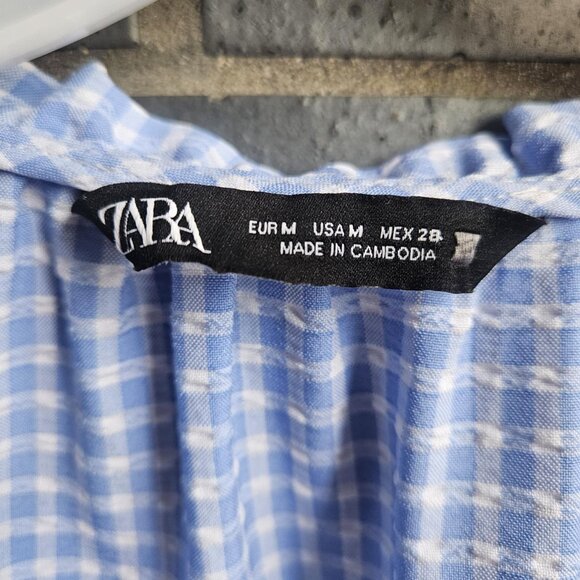 ZARA
EUR M USA M MEX 28
MADE IN CAMBODIA